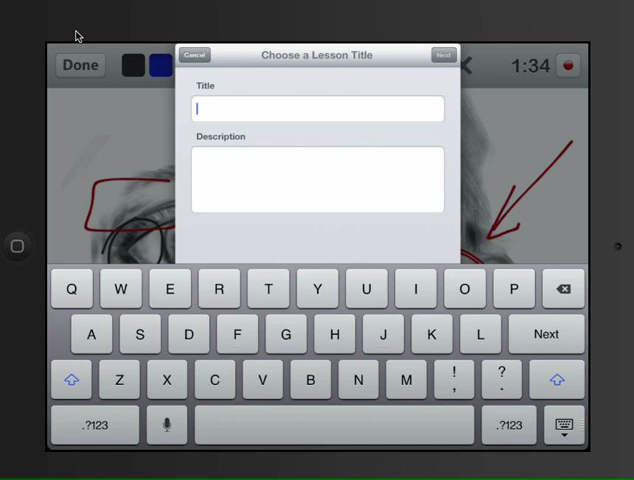 Done
Cancel Choose a Lesson Title Next
1:34
Title
Description
Q W E R T Y U I O P
A S D F G H J K L Next
Z X C V B N M ! , ? .
.?123 .?123